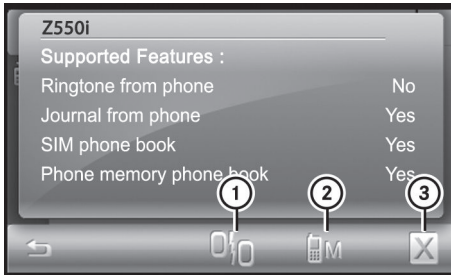 Z550i
Supported Features :
Ringtone from phone No
Journal from phone Yes
SIM phone book Yes
Phone memory phone book Yes
1 2 3
M X